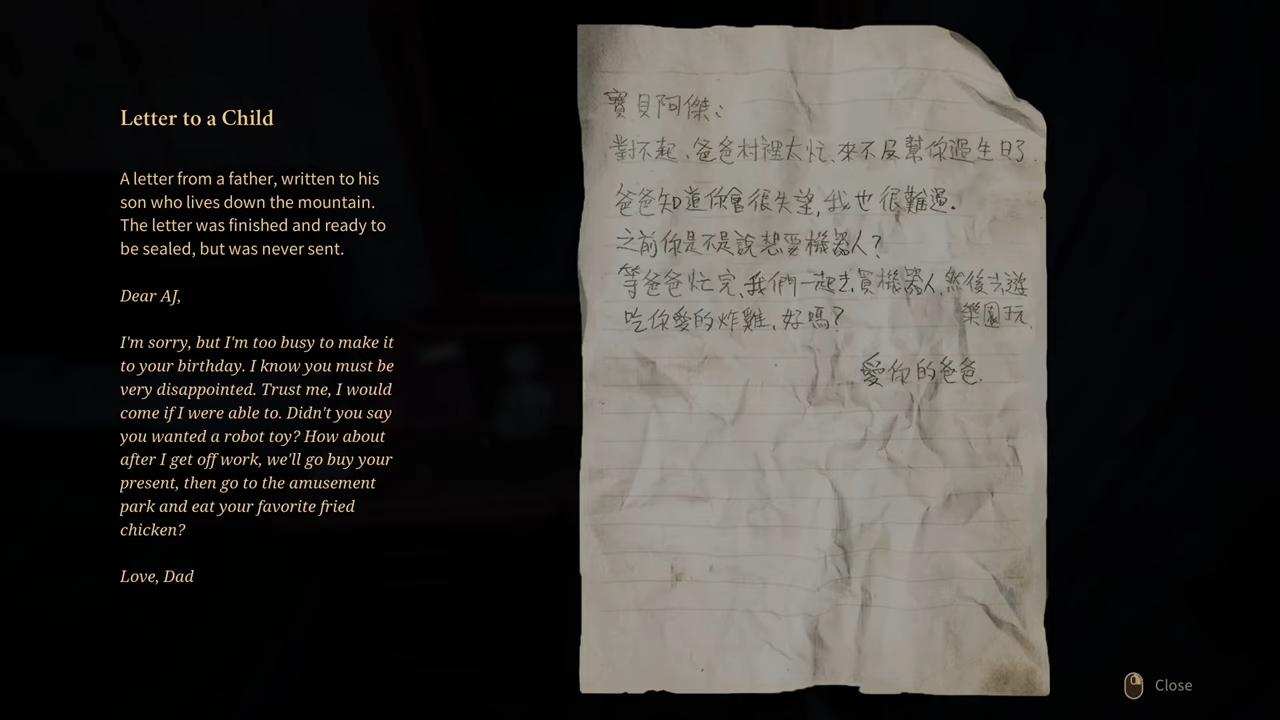 Letter to a Child
A letter from a father, written to his
son who lives down the mountain.
The letter was finished and ready to
be sealed, but was never sent.
Dear AJ,
I'm sorry, but I'm too busy to make it
to your birthday. I know you must be
very disappointed. Trust me, I would
come if I were able to. Didn't you say
you wanted a robot toy? How about
after I get off work, we'll go buy your
present, then go to the amusement
park and eat your favorite fried
chicken?
Love, Dad
寶貝阿傑:
對不起、爸爸村裡太忙、來不及幫你過生日了.
爸爸知道你會很失望,我也很難過。
之前你是不是說想要機器人?
等爸爸忙完、我們一起去買機器人、然後去遊
樂園玩、
吃你愛的炸雞、好嗎?
愛你的爸爸.
Close